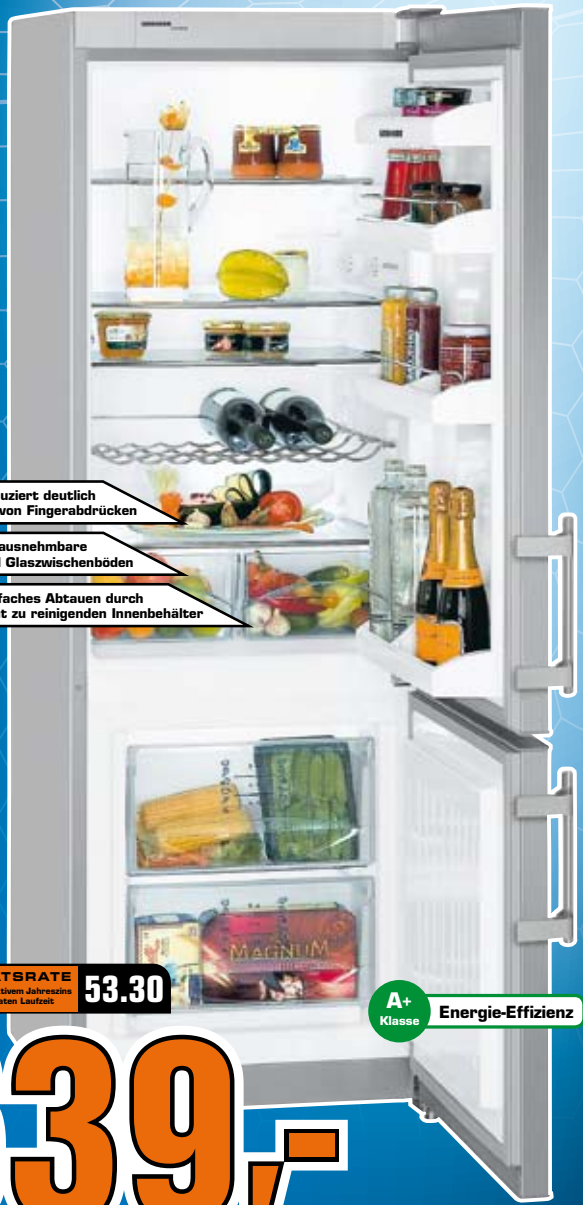 uziert deutlich
von Fingerabdrücken
ausnehmbare
Glaszwischenböden
faches Abtauen durch
t zu reinigenden Innenbehälter
MAGNUM
TSRATE
tivem Jahreszins
aten Laufzeit
53.30
A+
Klasse
Energie-Effizienz
39,-